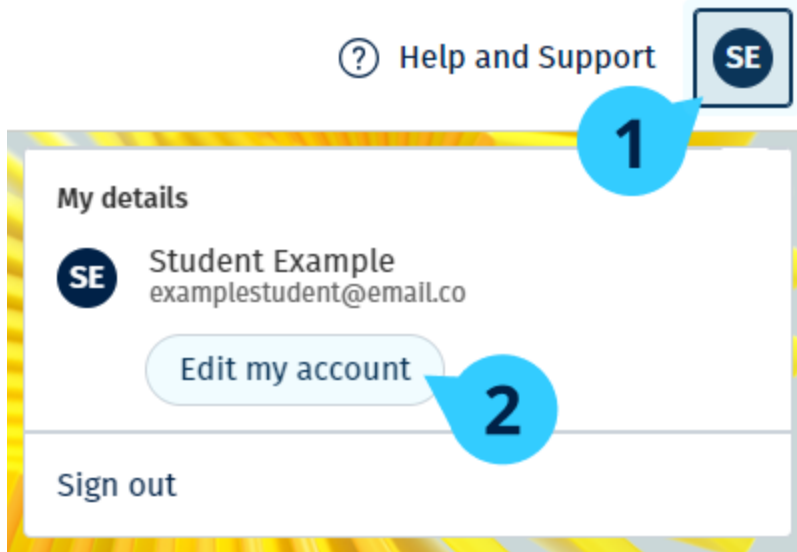 ? Help and Support SE
1
My details
SE Student Example
examplestudent@email.co
Edit my account
2
Sign out